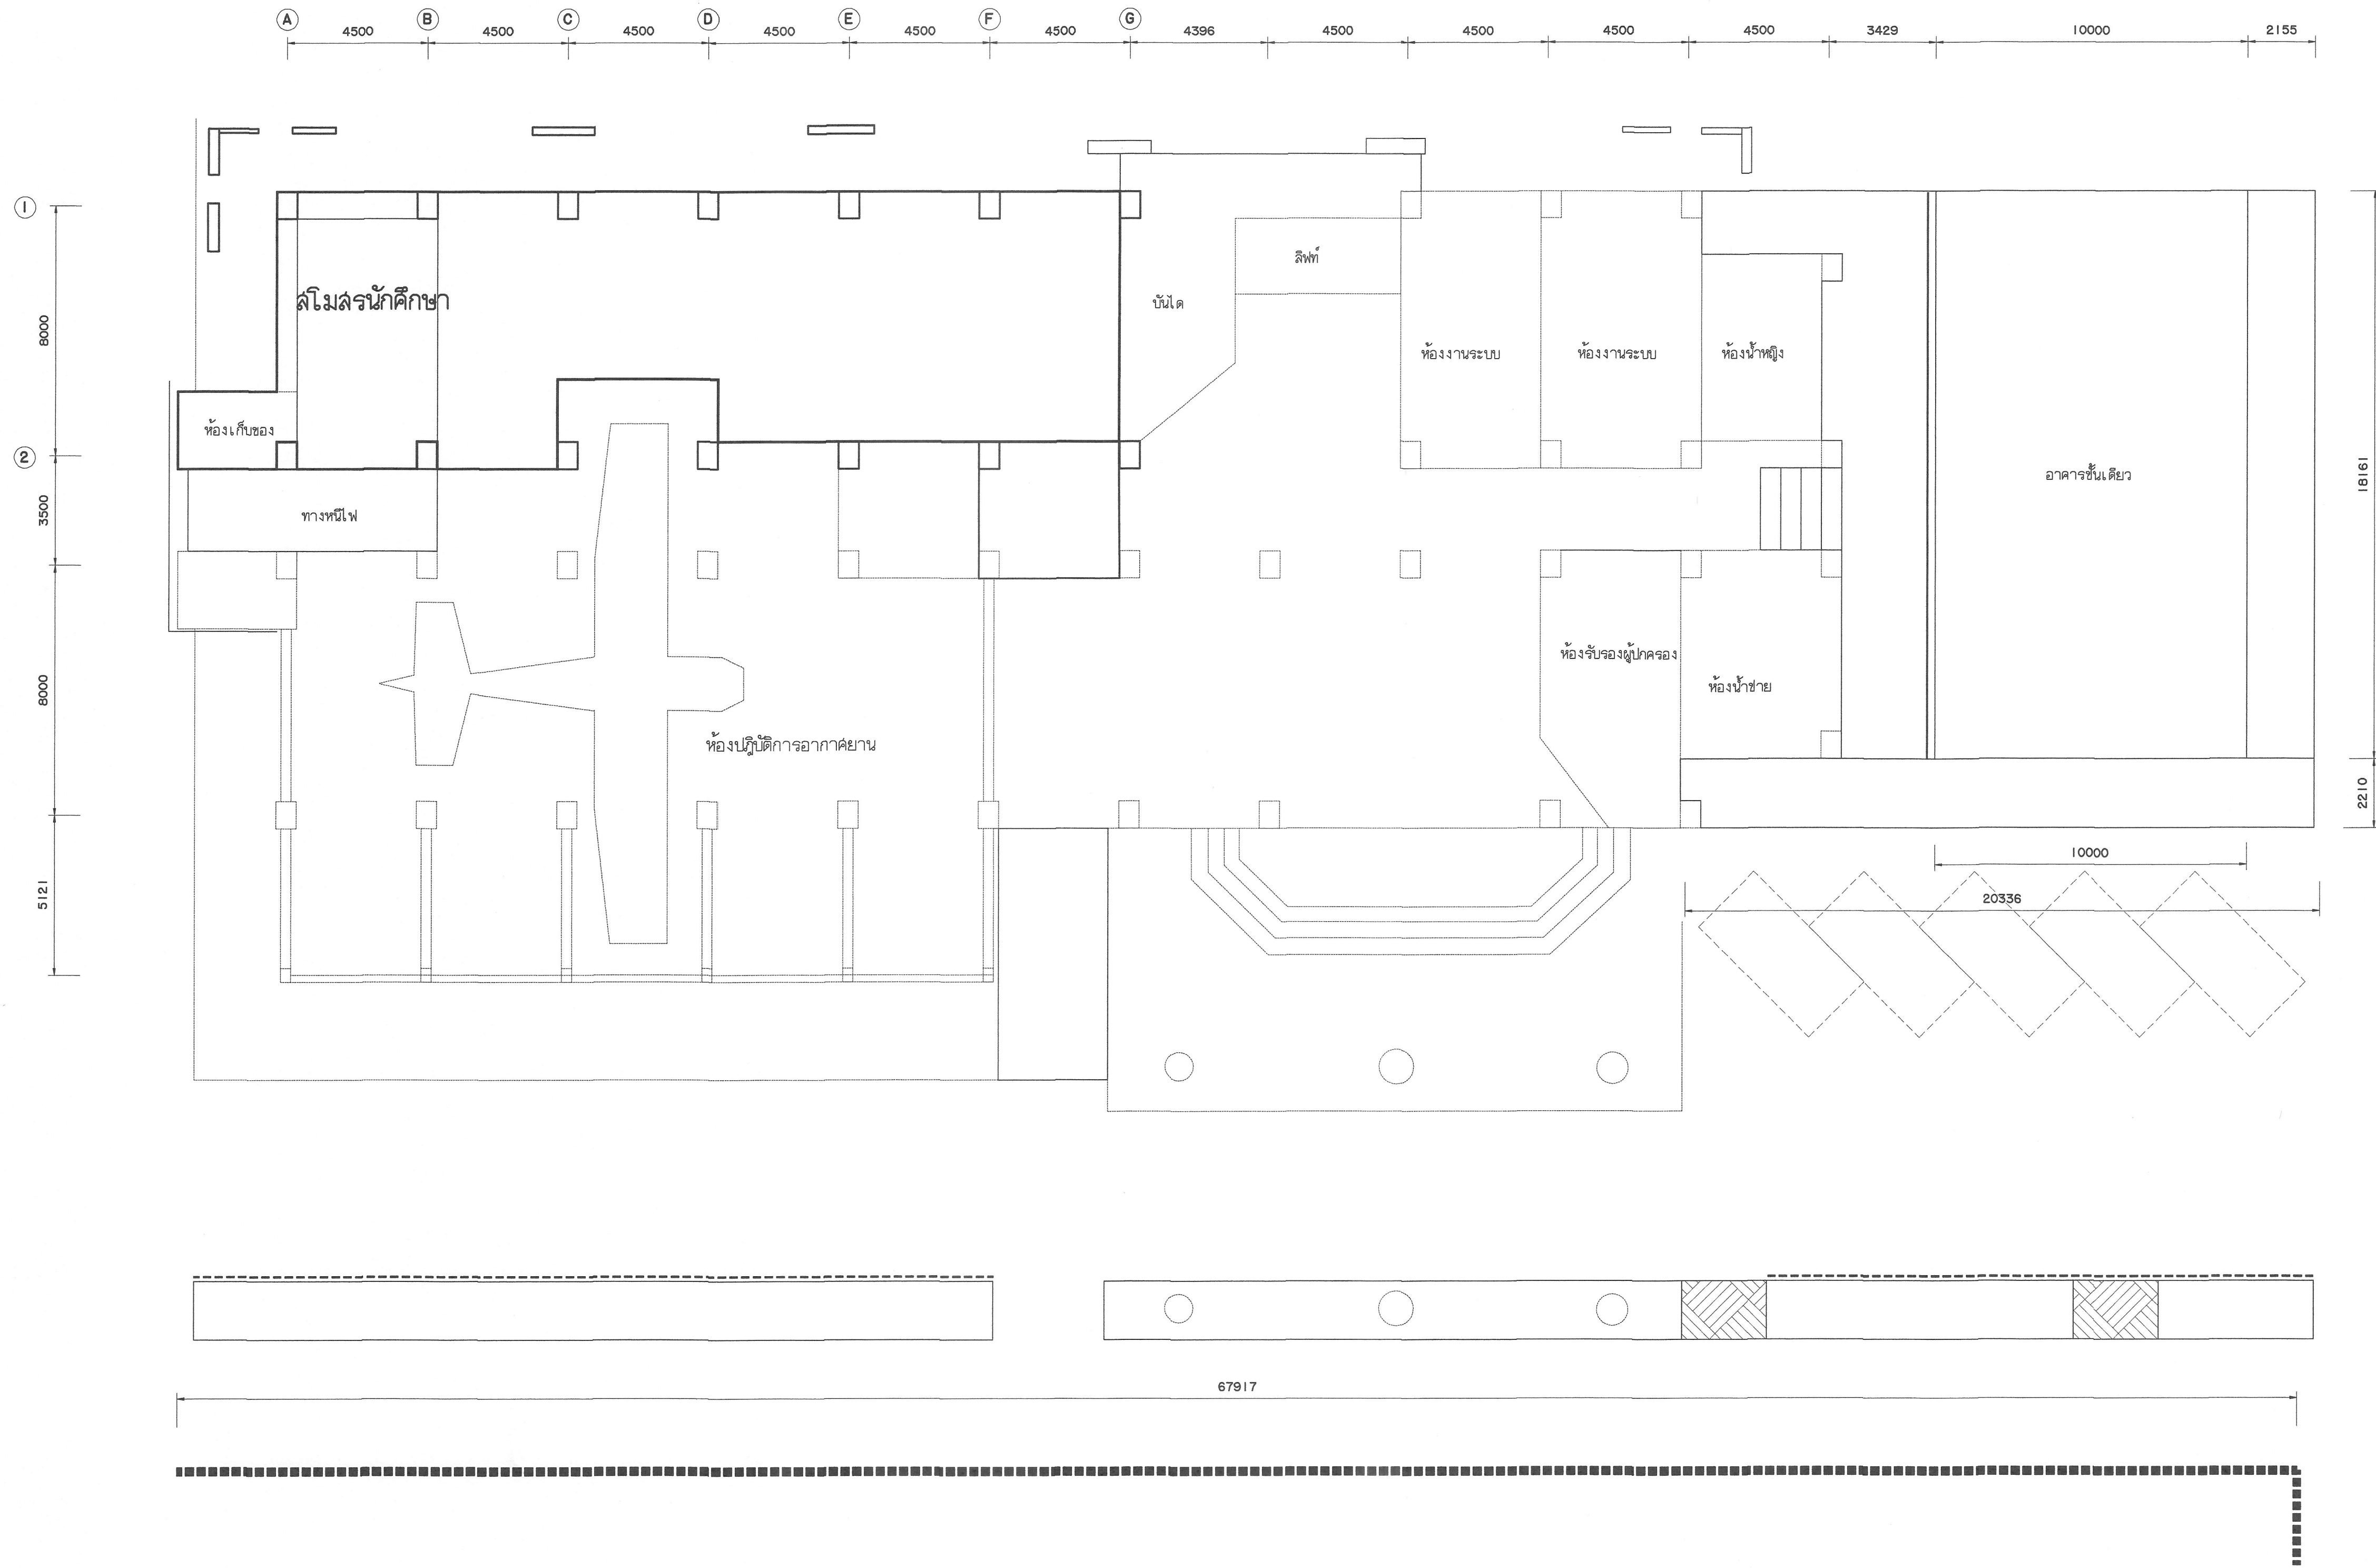 A B C D E F G
4500 4500 4500 4500 4500 4500 4396 4500 4500 4500 4500 3429 10000 2155
1
สโมสรนักศึกษา
ลิฟท์
บันได
8000
ห้องงานระบบ ห้องงานระบบ ห้องน้ำหญิง
ห้องเก็บของ
2
อาคารชั้นเดียว
18161
3500
ทางหนีไฟ
ห้องรับรองผู้ปกครอง
8000
ห้องน้ำชาย
ห้องปฎิบัติการอากาศยาน
2210
10000
5121
20336
67917